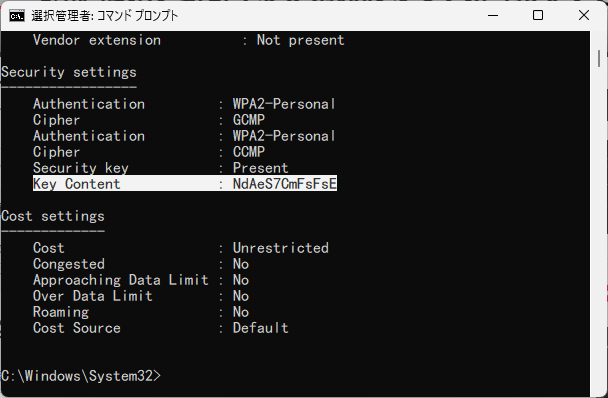 選択管理者: コマンド プロンプト
Vendor extension : Not present
Security settings
-----------------
Authentication : WPA2-Personal
Cipher : GCMP
Authentication : WPA2-Personal
Cipher : CCMP
Security key : Present
Key Content : NdAeS7CmFsFsE
Cost settings
-------------
Cost : Unrestricted
Congested : No
Approaching Data Limit : No
Over Data Limit : No
Roaming : No
Cost Source : Default
C:\Windows\System32>